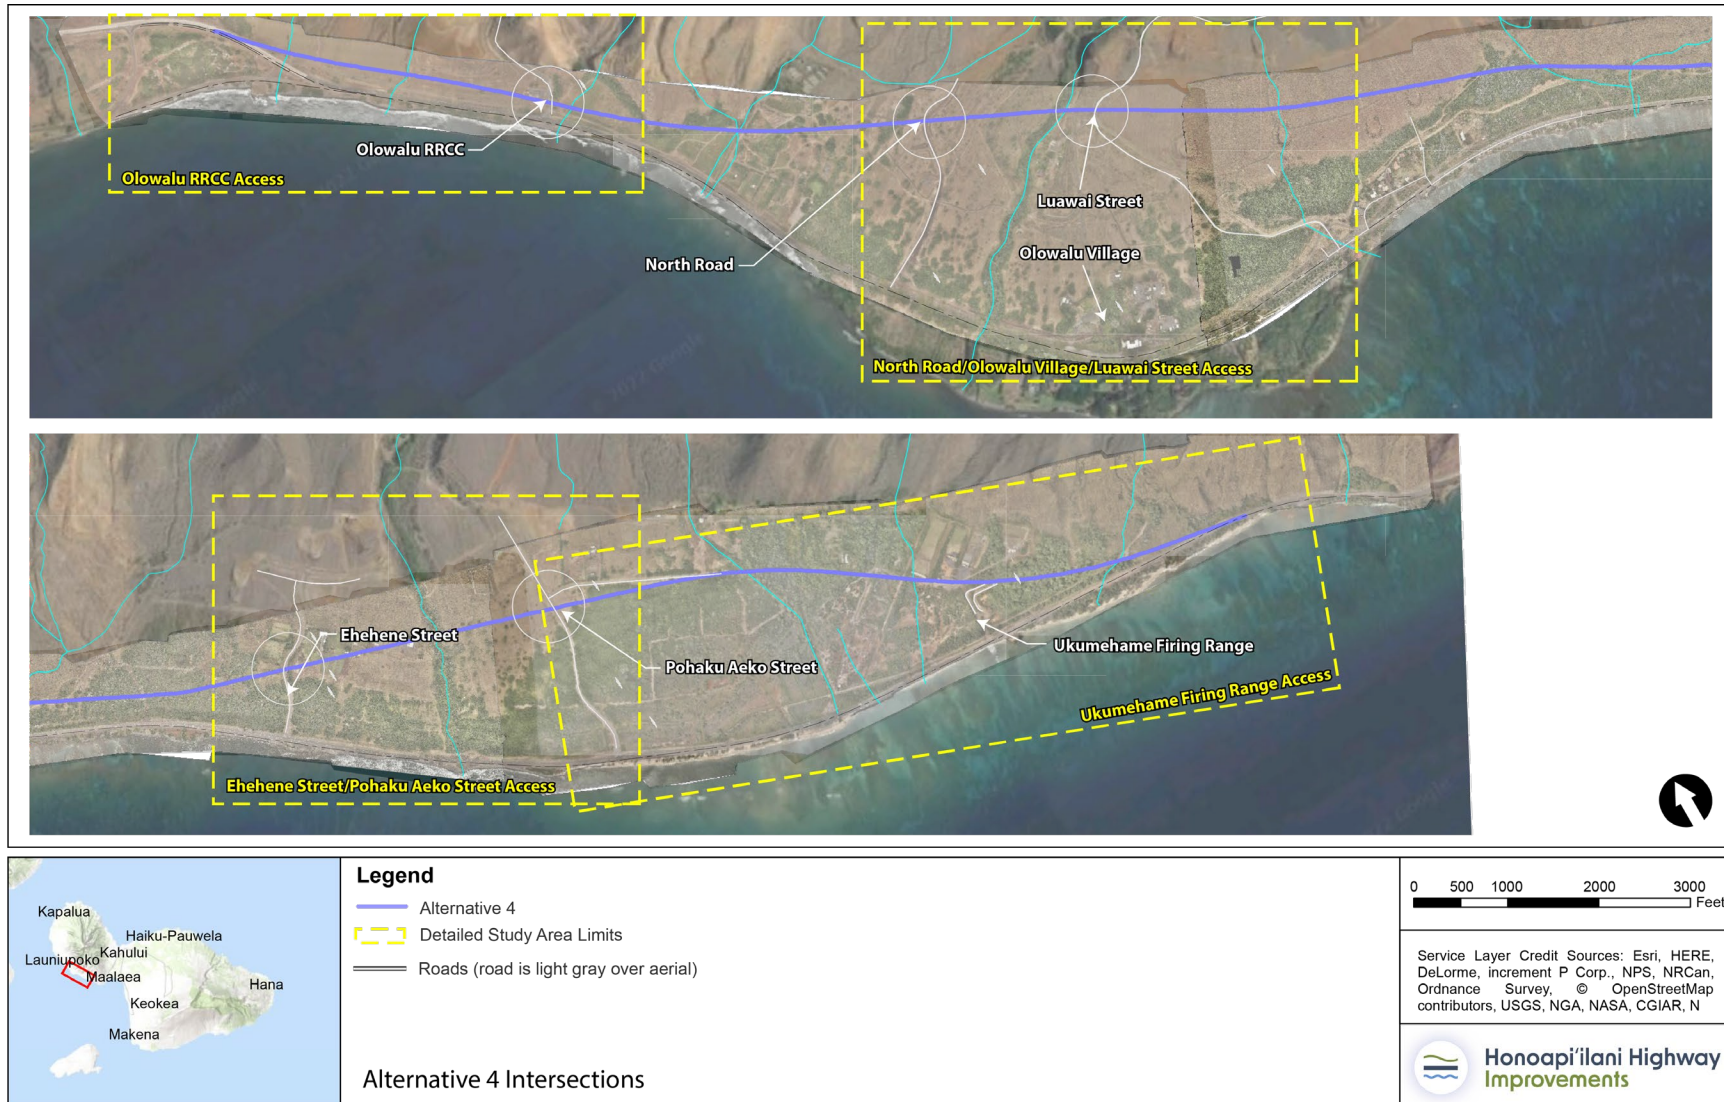 Olowalu RRCC
Olowalu RRCC Access
North Road
Luawai Street
Olowalu Village
North Road/Olowalu Village/Luawai Street Access
Ehehene Street
Pohaku Aeko Street
Ukumehame Firing Range
Ukumehame Firing Range Access
Ehehene Street/Pohaku Aeko Street Access
Kapalua
Haiku-Pauwela
Kahului
Launiupoko
Maalaea
Hana
Keokea
Makena
Legend
Alternative 4
Detailed Study Area Limits
Roads (road is light gray over aerial)
Alternative 4 Intersections
0 500 1000 2000 3000
Feet
Service Layer Credit Sources: Esri, HERE,
DeLorme, increment P Corp., NPS, NRCan,
Ordnance Survey, © OpenStreetMap
contributors, USGS, NGA, NASA, CGIAR, N
Honoapiʻilani Highway
Improvements